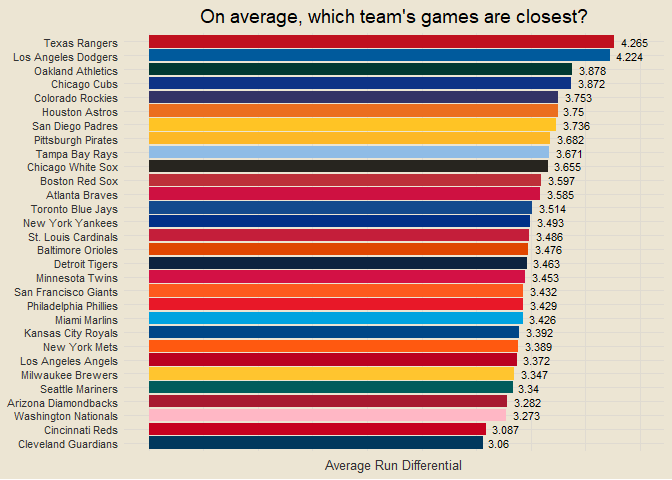 On average, which team's games are closest?
Texas Rangers 4.265
Los Angeles Dodgers 4.224
Oakland Athletics 3.878
Chicago Cubs 3.872
Colorado Rockies 3.753
Houston Astros 3.75
San Diego Padres 3.736
Pittsburgh Pirates 3.682
Tampa Bay Rays 3.671
Chicago White Sox 3.655
Boston Red Sox 3.597
Atlanta Braves 3.585
Toronto Blue Jays 3.514
New York Yankees 3.493
St. Louis Cardinals 3.486
Baltimore Orioles 3.476
Detroit Tigers 3.463
Minnesota Twins 3.453
San Francisco Giants 3.432
Philadelphia Phillies 3.429
Miami Marlins 3.426
Kansas City Royals 3.392
New York Mets 3.389
Los Angeles Angels 3.372
Milwaukee Brewers 3.347
Seattle Mariners 3.34
Arizona Diamondbacks 3.282
Washington Nationals 3.273
Cincinnati Reds 3.087
Cleveland Guardians 3.06
Average Run Differential